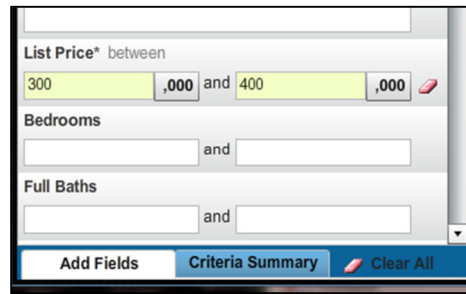 List Price* between
300 ,000 and 400 ,000
Bedrooms
and
Full Baths
and
Add Fields Criteria Summary Clear All